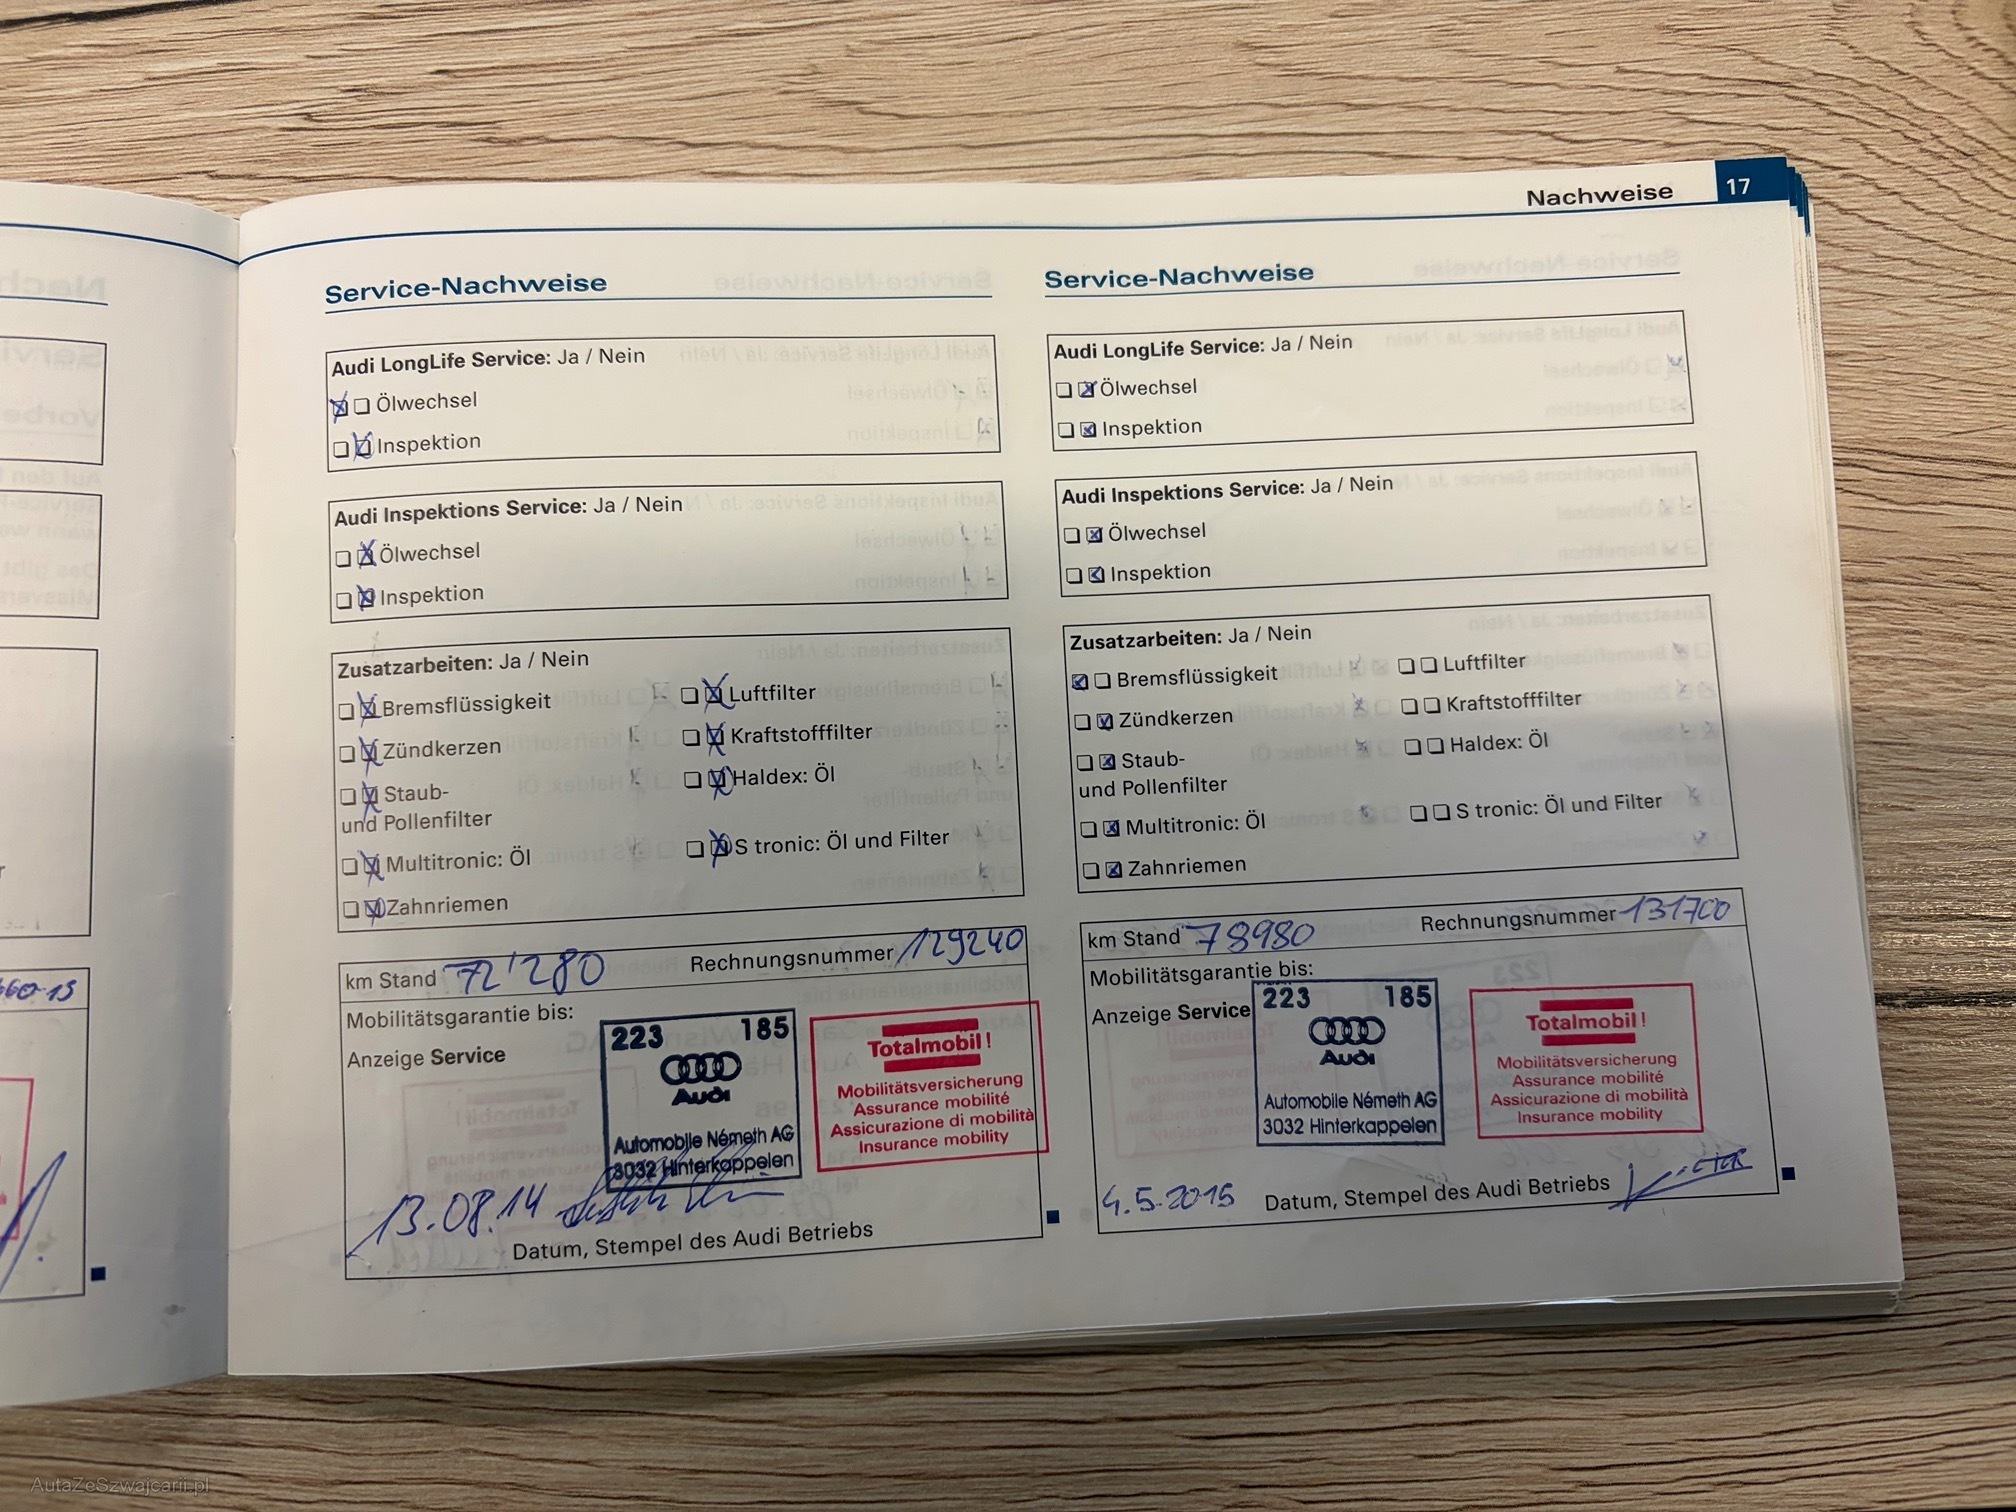 Nachweise 17
Service-Nachweise
Audi LongLife Service: Ja / Nein
Ölwechsel
Inspektion
Audi Inspektions Service: Ja / Nein
Ölwechsel
Inspektion
Zusatzarbeiten: Ja / Nein
Bremsflüssigkeit Luftfilter
Zündkerzen Kraftstofffilter
Staub- Haldex: Öl
und Pollenfilter
Multitronic: Öl S tronic: Öl und Filter
Zahnriemen
km Stand 72'280 Rechnungsnummer 129240
Mobilitätsgarantie bis:
Anzeige Service
223 185
Audi
Automobile Németh AG
3032 Hinterkappelen
Totalmobil!
Mobilitätsversicherung
Assurance mobilité
Assicurazione di mobilità
Insurance mobility
13.08.14
Datum, Stempel des Audi Betriebs
Service-Nachweise
Audi LongLife Service: Ja / Nein
Ölwechsel
Inspektion
Audi Inspektions Service: Ja / Nein
Ölwechsel
Inspektion
Zusatzarbeiten: Ja / Nein
Bremsflüssigkeit Luftfilter
Zündkerzen Kraftstofffilter
Staub- Haldex: Öl
und Pollenfilter
Multitronic: Öl S tronic: Öl und Filter
Zahnriemen
km Stand 78980 Rechnungsnummer 131700
Mobilitätsgarantie bis:
Anzeige Service
223 185
Audi
Automobile Németh AG
3032 Hinterkappelen
Totalmobil!
Mobilitätsversicherung
Assurance mobilité
Assicurazione di mobilità
Insurance mobility
4.5.2015 Datum, Stempel des Audi Betriebs
AutaZeSzwajcarii.pl